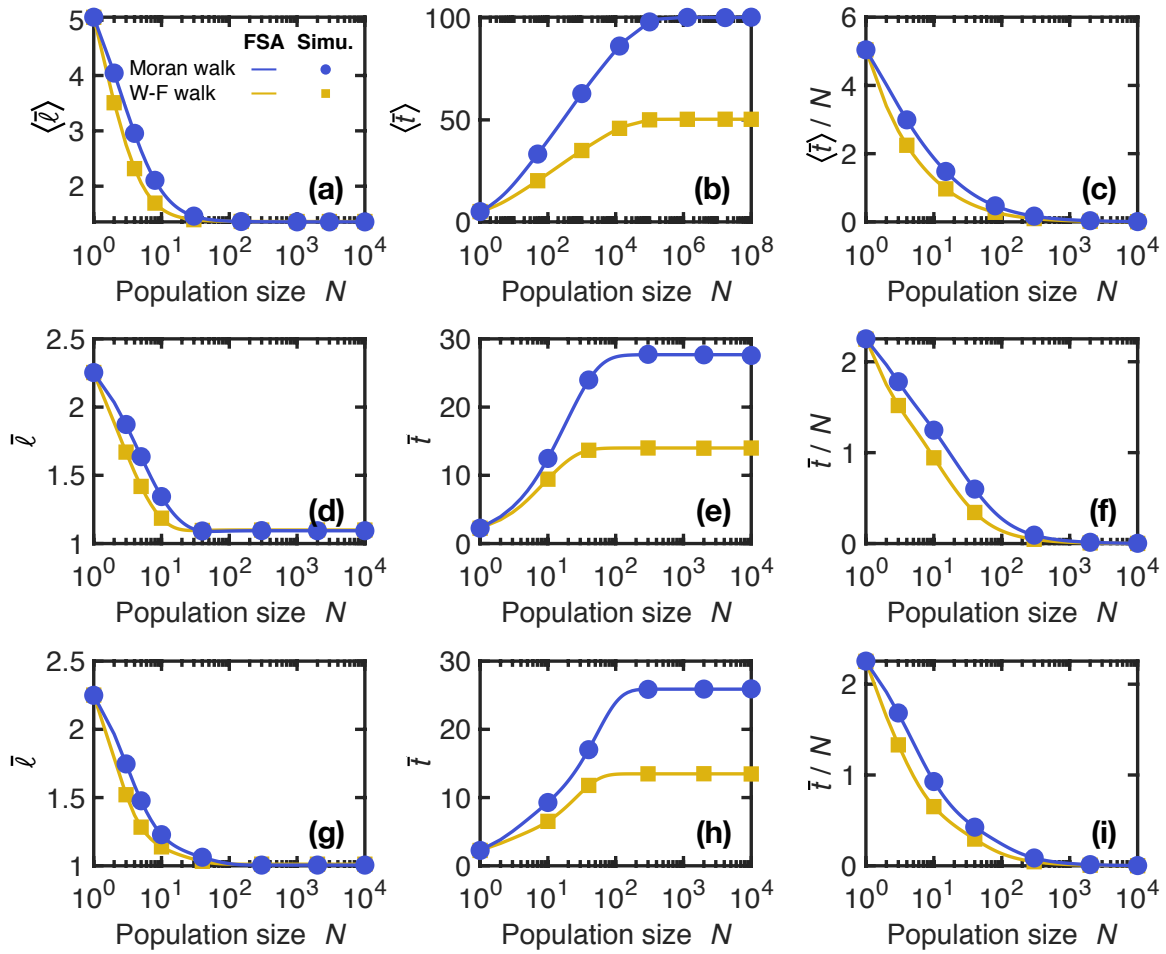 5
4
3
2
⟨ℓ̄⟩
FSA Simu.
Moran walk
W-F walk
(a)
10⁰ 10¹ 10² 10³ 10⁴
Population size N
100
50
0
⟨t̄⟩
(b)
10⁰ 10² 10⁴ 10⁶ 10⁸
Population size N
6
4
2
0
⟨t̄⟩ / N
(c)
10⁰ 10¹ 10² 10³ 10⁴
Population size N
2.5
2
1.5
1
ℓ̄
(d)
10⁰ 10¹ 10² 10³ 10⁴
Population size N
30
20
10
0
t̄
(e)
10⁰ 10¹ 10² 10³ 10⁴
Population size N
2
1
0
t̄ / N
(f)
10⁰ 10¹ 10² 10³ 10⁴
Population size N
2.5
2
1.5
1
ℓ̄
(g)
10⁰ 10¹ 10² 10³ 10⁴
Population size N
30
20
10
0
t̄
(h)
10⁰ 10¹ 10² 10³ 10⁴
Population size N
2
1
0
t̄ / N
(i)
10⁰ 10¹ 10² 10³ 10⁴
Population size N